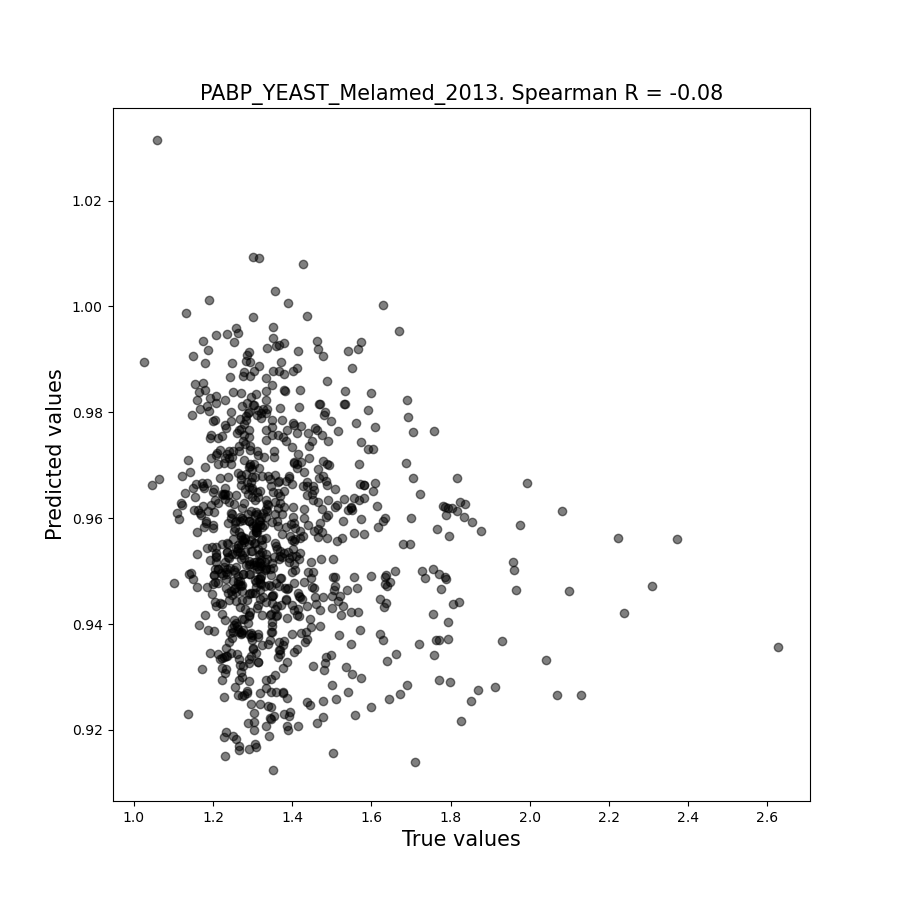 PABP_YEAST_Melamed_2013. Spearman R = -0.08
1.02
1.00
0.98
0.96
0.94
0.92
Predicted values
1.0 1.2 1.4 1.6 1.8 2.0 2.2 2.4 2.6
True values